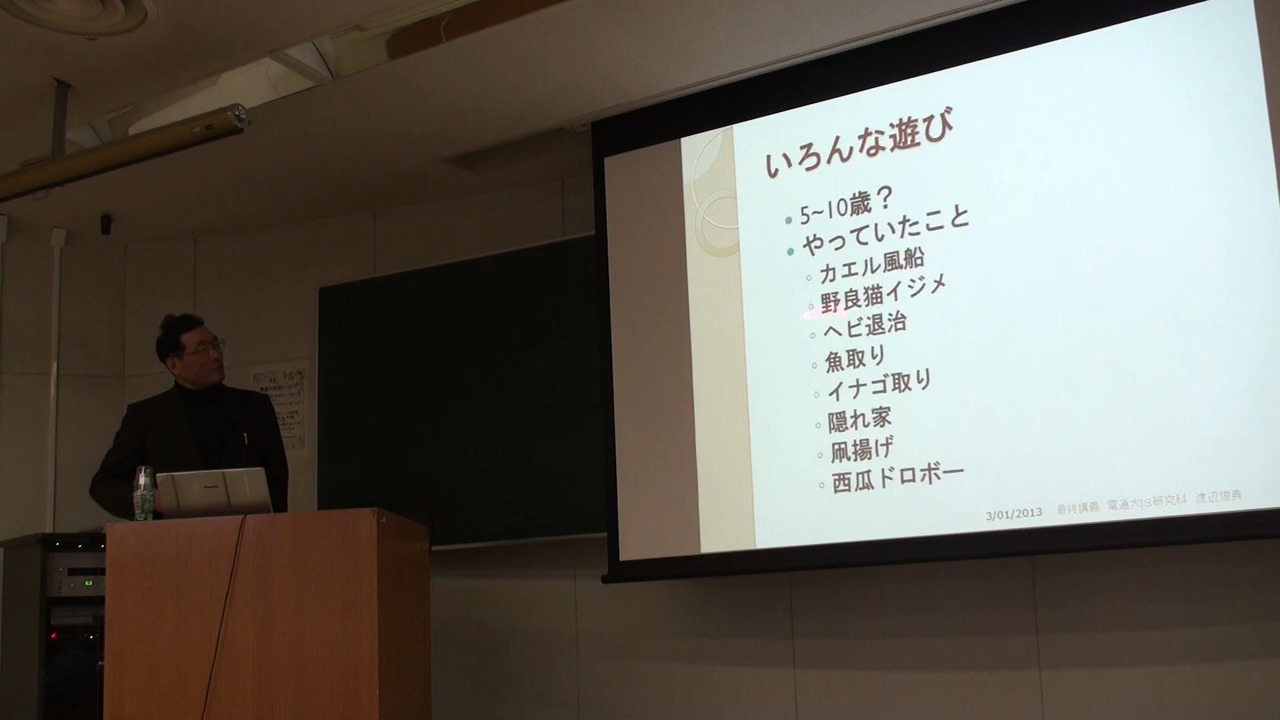 いろんな遊び
5~10歳？
やっていたこと
カエル風船
野良猫イジメ
ヘビ退治
魚取り
イナゴ取り
隠れ家
凧揚げ
西瓜ドロボー
3/01/2013 最終講義 電通大IS研究科 渡辺俊典